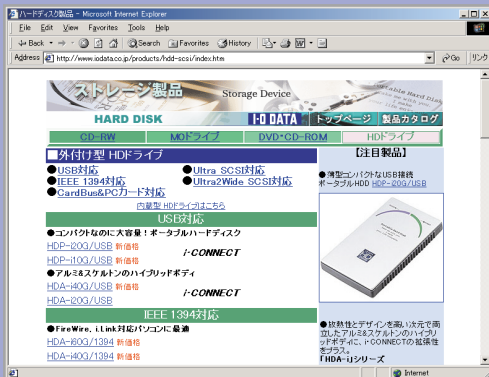 ハードディスク製品 - Microsoft Internet Explorer
File Edit View Favorites Tools Help
Back Search Favorites History
Address http://www.iodata.co.jp/products/hdd-scsi/index.htm Go リンク
ストレージ製品 Storage Device
HARD DISK I-O DATA トップページ 製品カタログ
CD-RW MOドライブ DVD・CD-ROM HDドライブ
■外付け型 HDドライブ
●USB対応 ●Ultra SCSI対応
●IEEE 1394対応 ●Ultra2Wide SCSI対応
●CardBus&PCカード対応
内蔵型 HDドライブはこちら
USB対応
●コンパクトなのに大容量！ポータブルハードディスク
HDP-i20G/USB 新価格
HDP-i10G/USB 新価格
i・CONNECT
●アルミ&スケルトンのハイブリッドボディ
HDA-i40G/USB 新価格
HDA-i20G/USB
i・CONNECT
IEEE 1394対応
●FireWire、i.Link対応パソコンに最適
HDA-i60G/1394 新価格
HDA-i40G/1394 新価格
【注目製品】
●薄型コンパクトなUSB接続
ポータブルHDD HDP-i20G/USB
●放熱性とデザインを高い次元で両
立したアルミ&スケルトンのハイブリ
ッドボディに、i・CONNECTの拡張性
をプラス。
「HDA-i」シリーズ
Internet